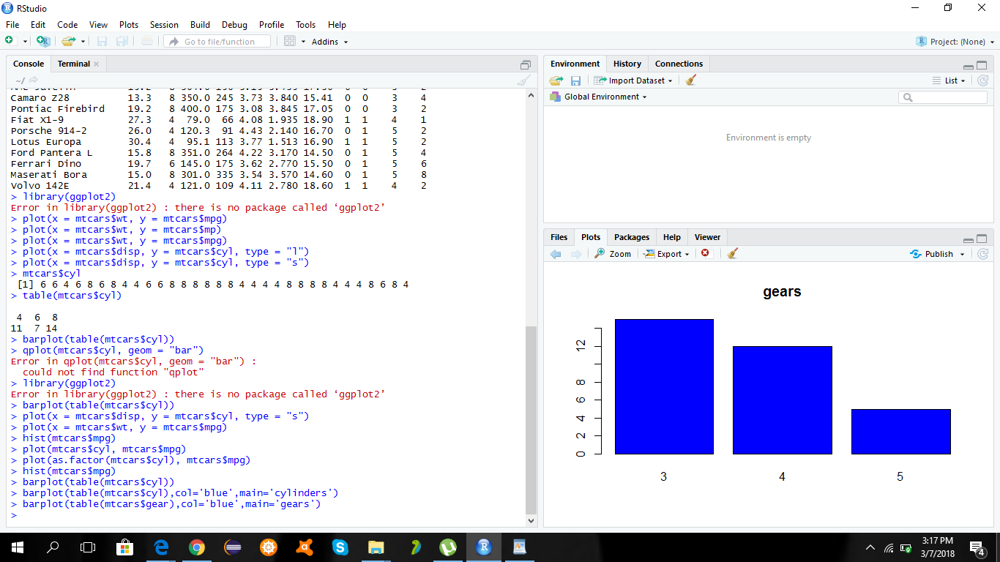 RStudio
File Edit Code View Plots Session Build Debug Profile Tools Help
Go to file/function Addins Project: (None)
Console Terminal
~/
Camaro Z28 13.3 8 350.0 245 3.73 3.840 15.41 0 0 3 4
Pontiac Firebird 19.2 8 400.0 175 3.08 3.845 17.05 0 0 3 2
Fiat X1-9 27.3 4 79.0 66 4.08 1.935 18.90 1 1 4 1
Porsche 914-2 26.0 4 120.3 91 4.43 2.140 16.70 0 1 5 2
Lotus Europa 30.4 4 95.1 113 3.77 1.513 16.90 1 1 5 2
Ford Pantera L 15.8 8 351.0 264 4.22 3.170 14.50 0 1 5 4
Ferrari Dino 19.7 6 145.0 175 3.62 2.770 15.50 0 1 5 6
Maserati Bora 15.0 8 301.0 335 3.54 3.570 14.60 0 1 5 8
Volvo 142E 21.4 4 121.0 109 4.11 2.780 18.60 1 1 4 2
> library(ggplot2)
Error in library(ggplot2) : there is no package called ‘ggplot2’
> plot(x = mtcars$wt, y = mtcars$mpg)
> plot(x = mtcars$wt, y = mtcars$mp)
> plot(x = mtcars$wt, y = mtcars$mpg)
> plot(x = mtcars$disp, y = mtcars$cyl, type = "l")
> plot(x = mtcars$disp, y = mtcars$cyl, type = "s")
> mtcars$cyl
[1] 6 6 4 6 8 6 8 4 4 6 6 8 8 8 8 8 8 4 4 4 4 8 8 8 8 4 4 4 8 6 8 4
> table(mtcars$cyl)
4 6 8
11 7 14
> barplot(table(mtcars$cyl))
> qplot(mtcars$cyl, geom = "bar")
Error in qplot(mtcars$cyl, geom = "bar") :
could not find function "qplot"
> library(ggplot2)
Error in library(ggplot2) : there is no package called ‘ggplot2’
> barplot(table(mtcars$cyl))
> plot(x = mtcars$disp, y = mtcars$cyl, type = "s")
> plot(x = mtcars$wt, y = mtcars$mpg)
> hist(mtcars$mpg)
> plot(mtcars$cyl, mtcars$mpg)
> plot(as.factor(mtcars$cyl), mtcars$mpg)
> hist(mtcars$mpg)
> barplot(table(mtcars$cyl))
> barplot(table(mtcars$cyl),col='blue',main='cylinders')
> barplot(table(mtcars$gear),col='blue',main='gears')
>
Environment History Connections
Import Dataset List
Global Environment
Environment is empty
Files Plots Packages Help Viewer
Zoom Export Publish
gears
12
8
6
4
2
0
3 4 5
3:17 PM
3/7/2018
4